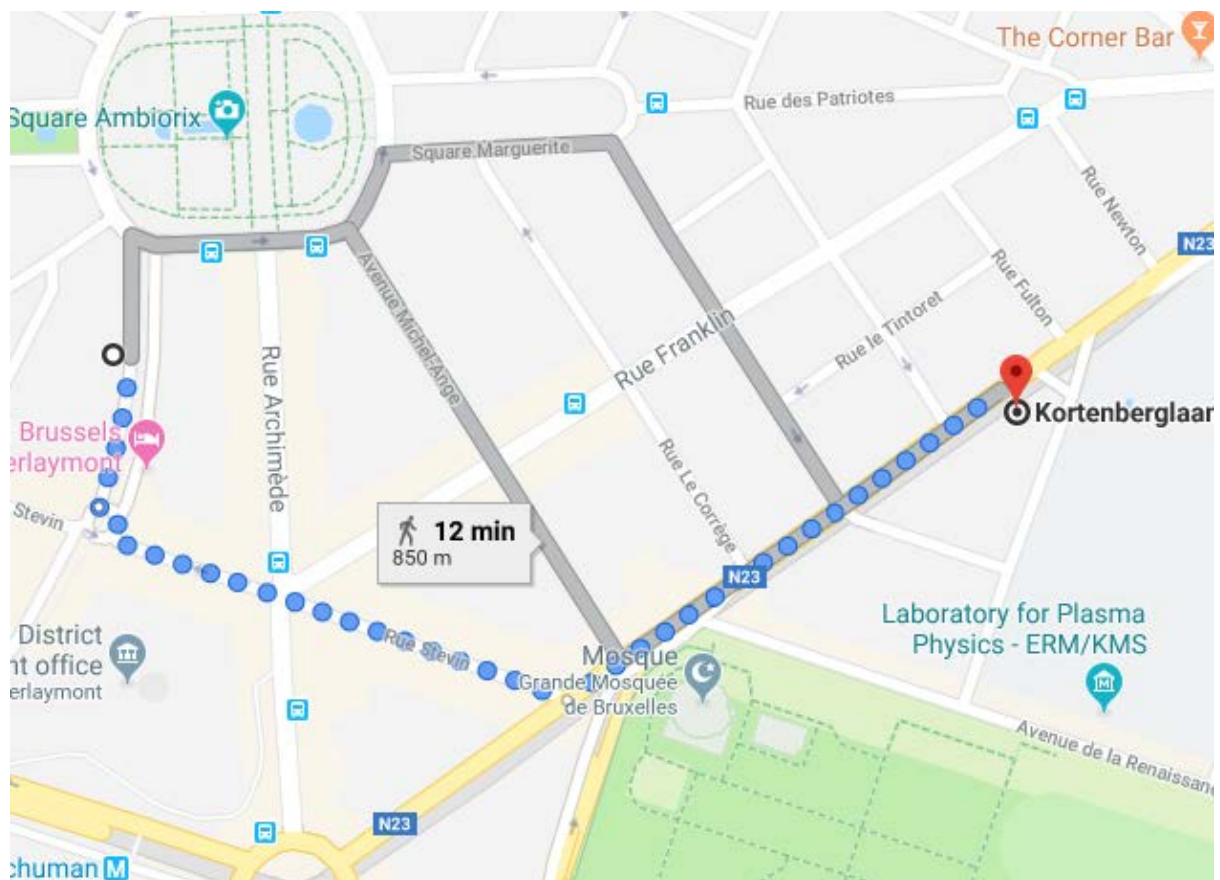 The Corner Bar
Rue des Patriotes
Square Ambiorix
Square Marguerite
Rue Newton
N23
Avenue Michel-Ange
Rue Fulton
Rue le Tintoret
Rue Franklin
Rue Archimède
Kortenberglaan
Brussels
erlaymont
Rue Le Corrège
Stevin
12 min
850 m
N23
Laboratory for Plasma
Physics - ERM/KMS
District
nt office
erlaymont
Rue Stevin
Mosque
Grande Mosquée
de Bruxelles
Avenue de la Renaissanc
N23
chuman M